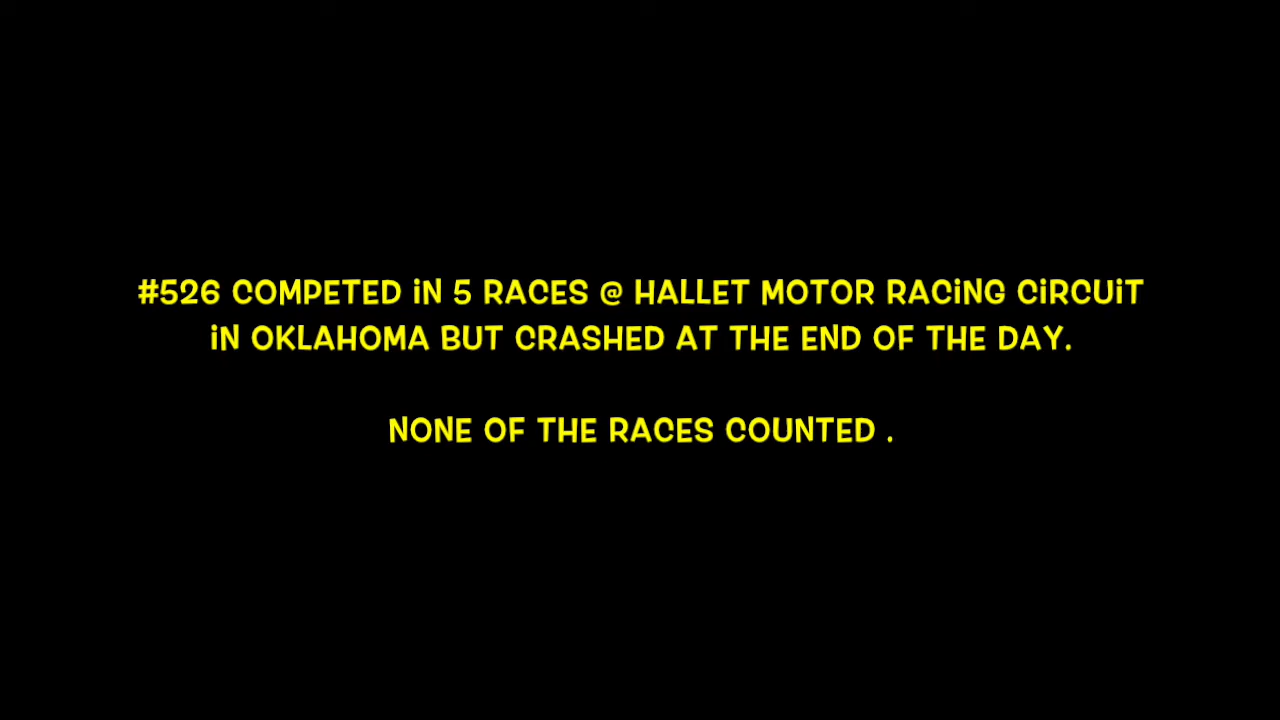 #526 COMPETED iN 5 RACES @ HALLET MOTOR RACiNG CiRCUiT
iN OKLAHOMA BUT CRASHED AT THE END OF THE DAY.
NONE OF THE RACES COUNTED .